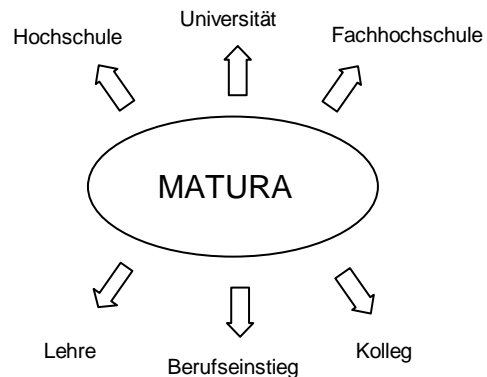 Universität
Hochschule
Fachhochschule
MATURA
Lehre
Berufseinstieg
Kolleg